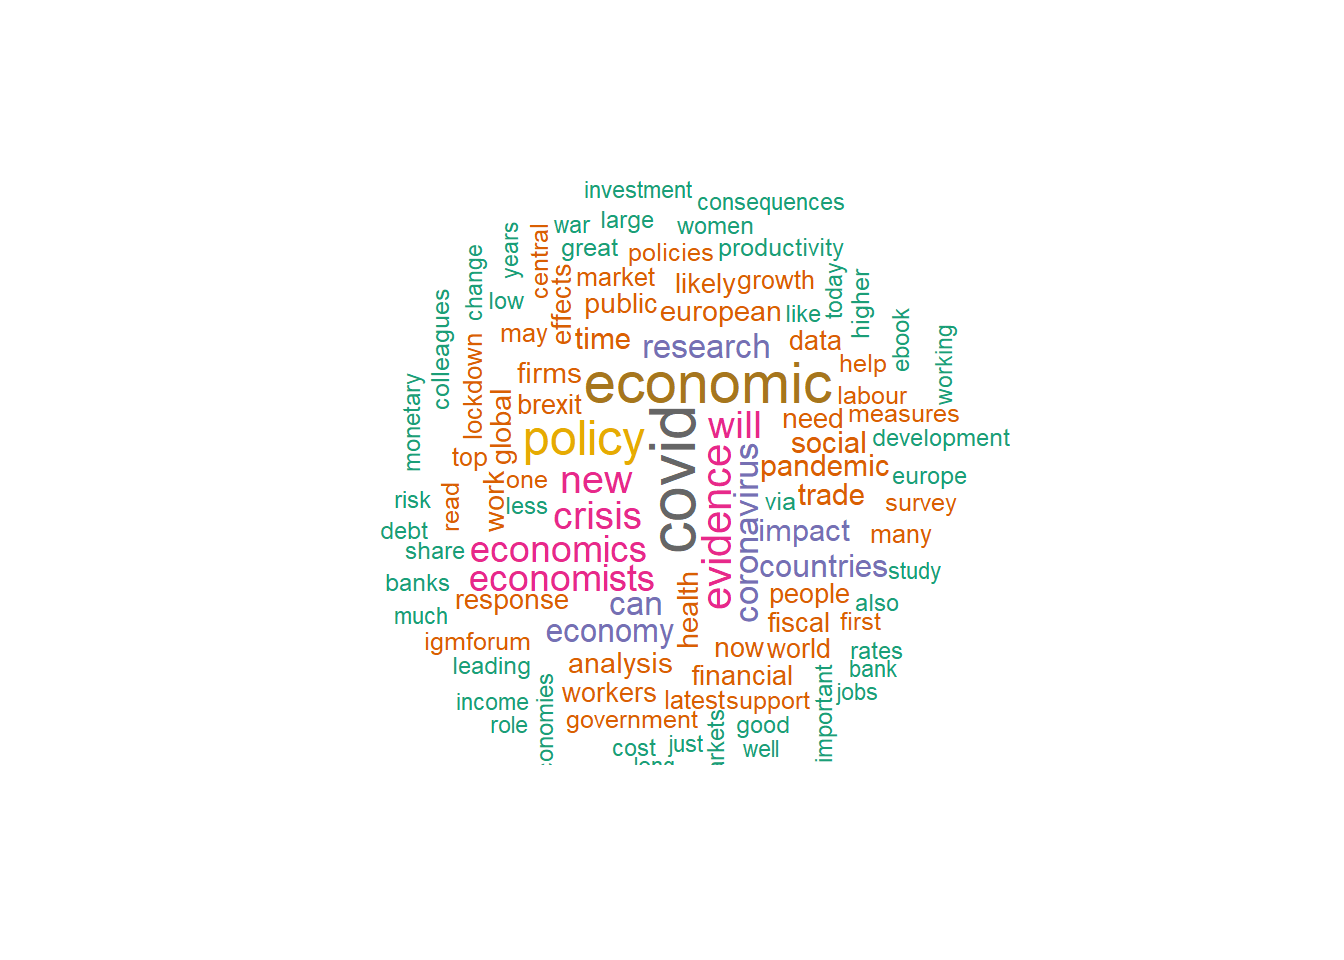 investment
consequences
war
large
women
years
central
great
policies
productivity
change
effects
market
likely
growth
today
higher
low
public
european
like
colleagues
may
time
research
data
ebook
working
lockdown
firms
economic
help
monetary
global
brexit
labour
policy
covid
will
need
measures
social
development
top
evidence
coronavirus
pandemic
europe
risk
read
work
one
new
via
trade
survey
less
crisis
debt
impact
many
share
economics
countries
study
banks
economists
response
can
health
people
also
much
economy
fiscal
first
igmforum
now
world
rates
leading
analysis
financial
bank
income
workers
latest
support
important
jobs
role
conomies
government
arkets
good
cost
just
well
long